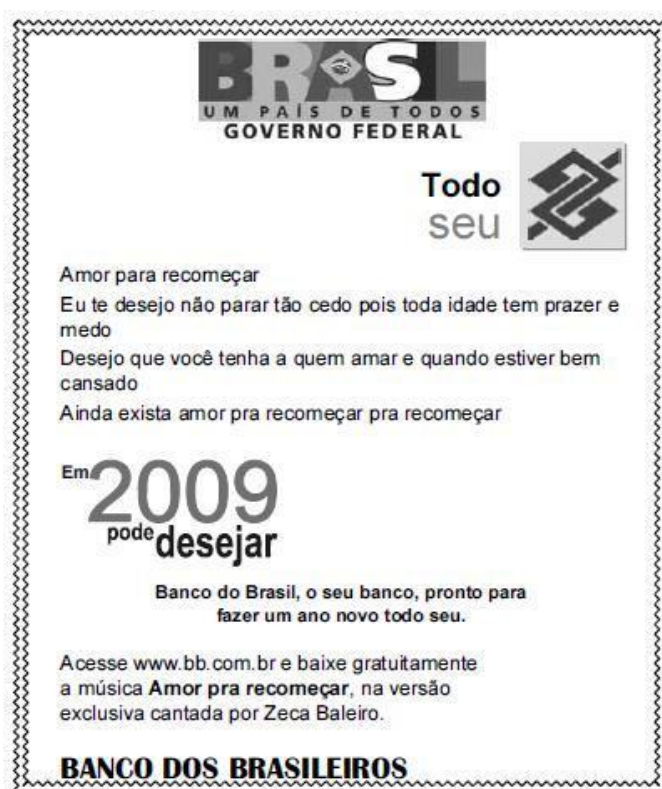 BRASIL
UM PAÍS DE TODOS
GOVERNO FEDERAL
Todo
seu
Amor para recomeçar
Eu te desejo não parar tão cedo pois toda idade tem prazer e
medo
Desejo que você tenha a quem amar e quando estiver bem
cansado
Ainda exista amor pra recomeçar pra recomeçar
Em 2009
pode desejar
Banco do Brasil, o seu banco, pronto para
fazer um ano novo todo seu.
Acesse www.bb.com.br e baixe gratuitamente
a música Amor pra recomeçar, na versão
exclusiva cantada por Zeca Baleiro.
BANCO DOS BRASILEIROS